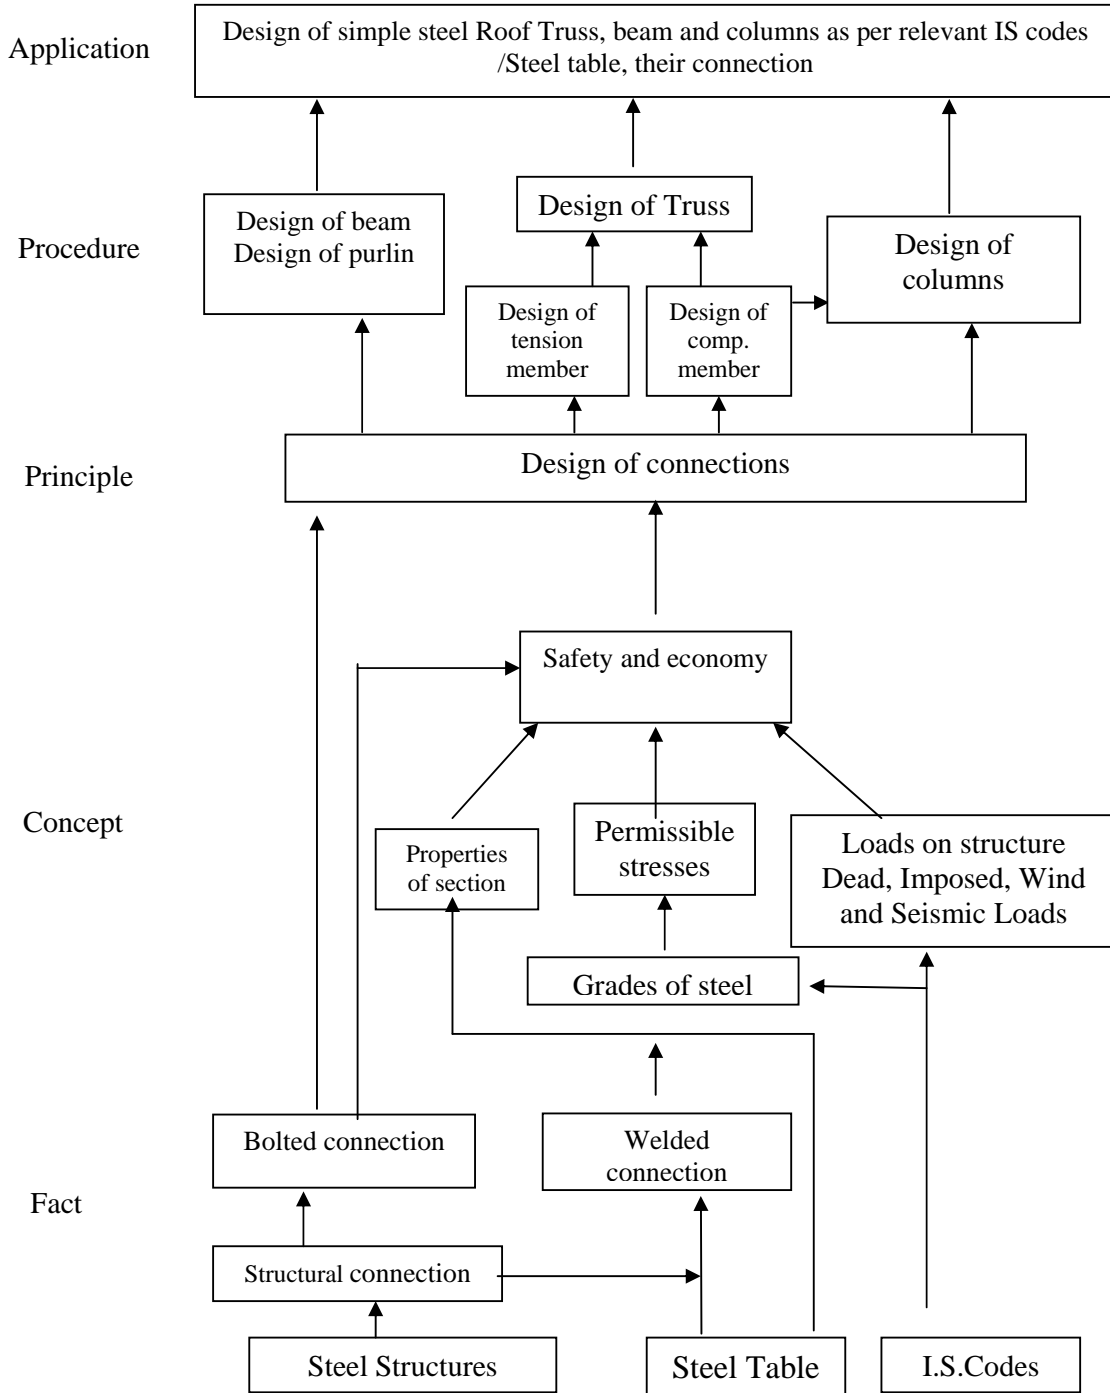 Application
Design of simple steel Roof Truss, beam and columns as per relevant IS codes
/Steel table, their connection
Procedure
Design of beam
Design of purlin
Design of Truss
Design of
columns
Design of
tension
member
Design of
comp.
member
Principle
Design of connections
Safety and economy
Concept
Properties
of section
Permissible
stresses
Loads on structure
Dead, Imposed, Wind
and Seismic Loads
Grades of steel
Fact
Bolted connection
Welded
connection
Structural connection
Steel Structures
Steel Table
I.S.Codes